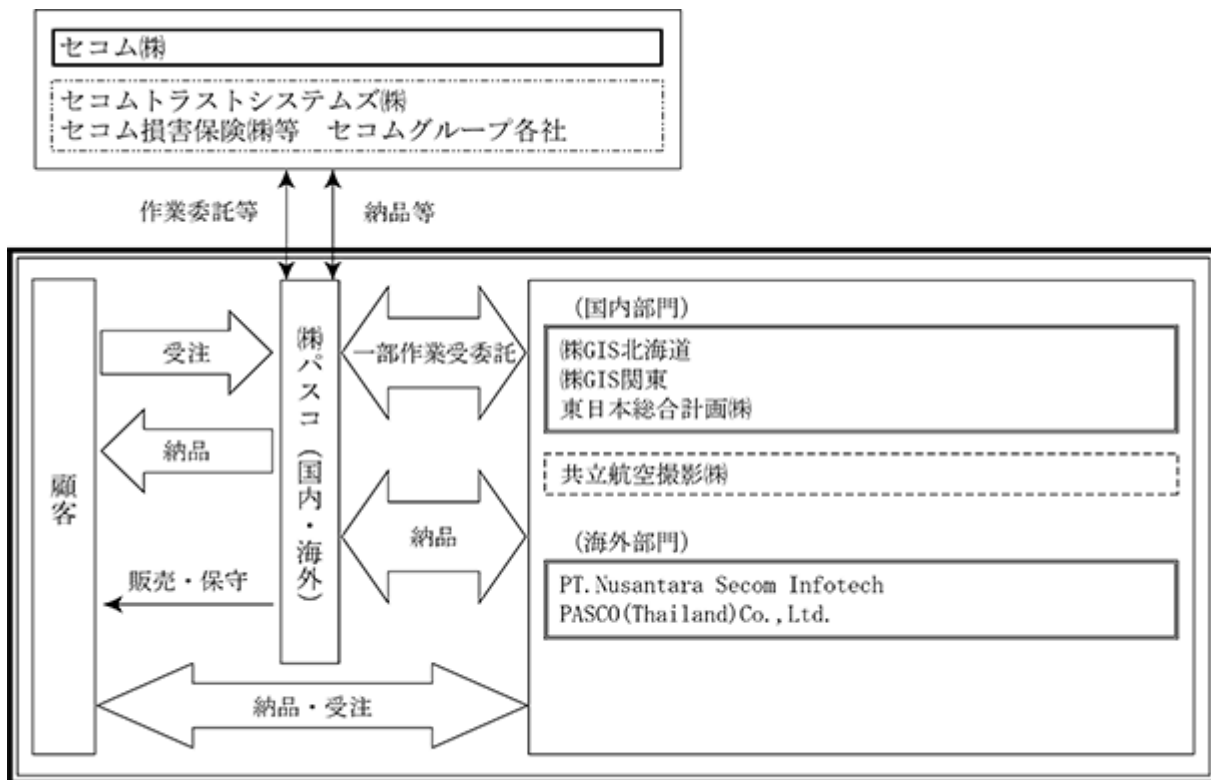 セコム㈱
セコムトラストシステムズ㈱
セコム損害保険㈱等　セコムグループ各社
作業委託等
納品等
顧客
受注
納品
販売・保守
㈱パスコ（国内・海外）
一部作業受委託
納品
納品・受注
(国内部門)
㈱GIS北海道
㈱GIS関東
東日本総合計画㈱
共立航空撮影㈱
(海外部門)
PT.Nusantara Secom Infotech
PASCO(Thailand)Co.,Ltd.